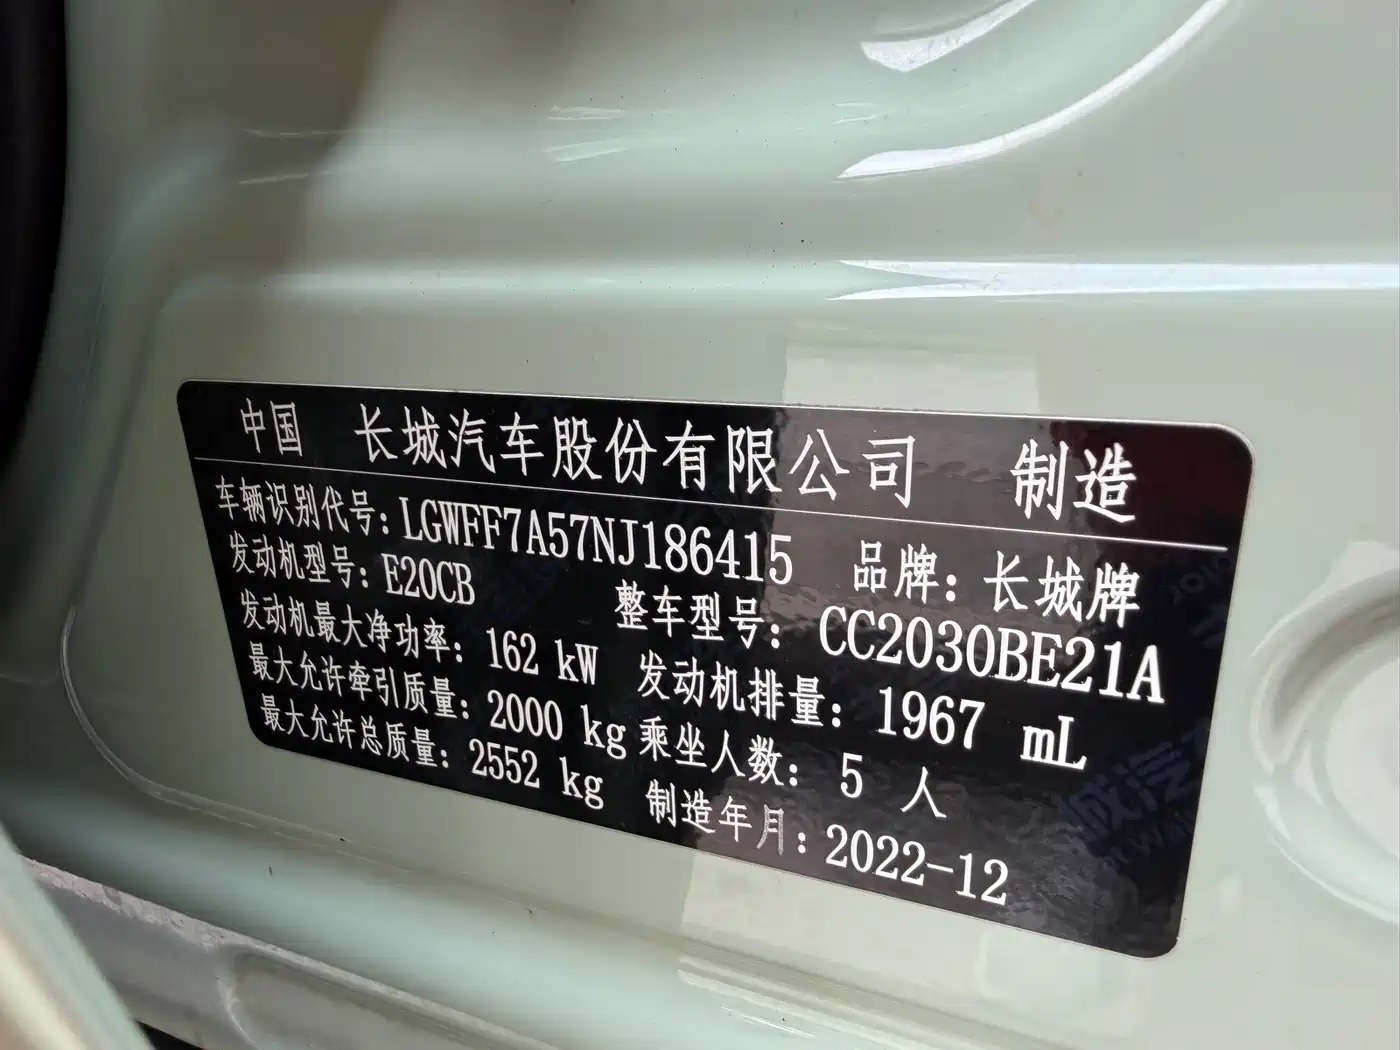 中国 长城汽车股份有限公司 制造
车辆识别代号：LGWFF7A57NJ186415 品牌：长城牌
发动机型号：E20CB 整车型号：CC2030BE21A
发动机最大净功率：162 kW 发动机排量：1967 mL
最大允许牵引质量：2000 kg 乘坐人数：5 人
最大允许总质量：2552 kg 制造年月：2022-12